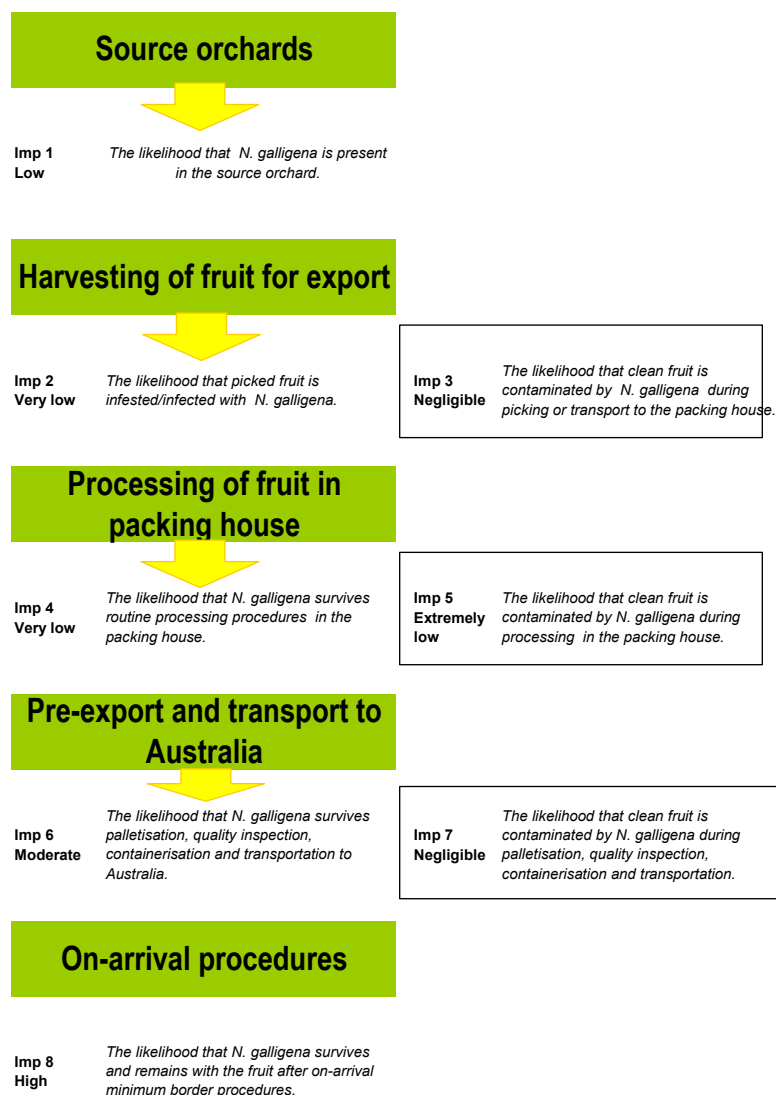 Source orchards
Imp 1
Low
The likelihood that N. galligena is present
in the source orchard.
Harvesting of fruit for export
Imp 2
Very low
The likelihood that picked fruit is
infested/infected with N. galligena.
Imp 3
Negligible
The likelihood that clean fruit is
contaminated by N. galligena during
picking or transport to the packing house.
Processing of fruit in
packing house
Imp 4
Very low
The likelihood that N. galligena survives
routine processing procedures in the
packing house.
Imp 5
Extremely
low
The likelihood that clean fruit is
contaminated by N. galligena during
processing in the packing house.
Pre-export and transport to
Australia
Imp 6
Moderate
The likelihood that N. galligena survives
palletisation, quality inspection,
containerisation and transportation to
Australia.
Imp 7
Negligible
The likelihood that clean fruit is
contaminated by N. galligena during
palletisation, quality inspection,
containerisation and transportation.
On-arrival procedures
Imp 8
High
The likelihood that N. galligena survives
and remains with the fruit after on-arrival
minimum border procedures.